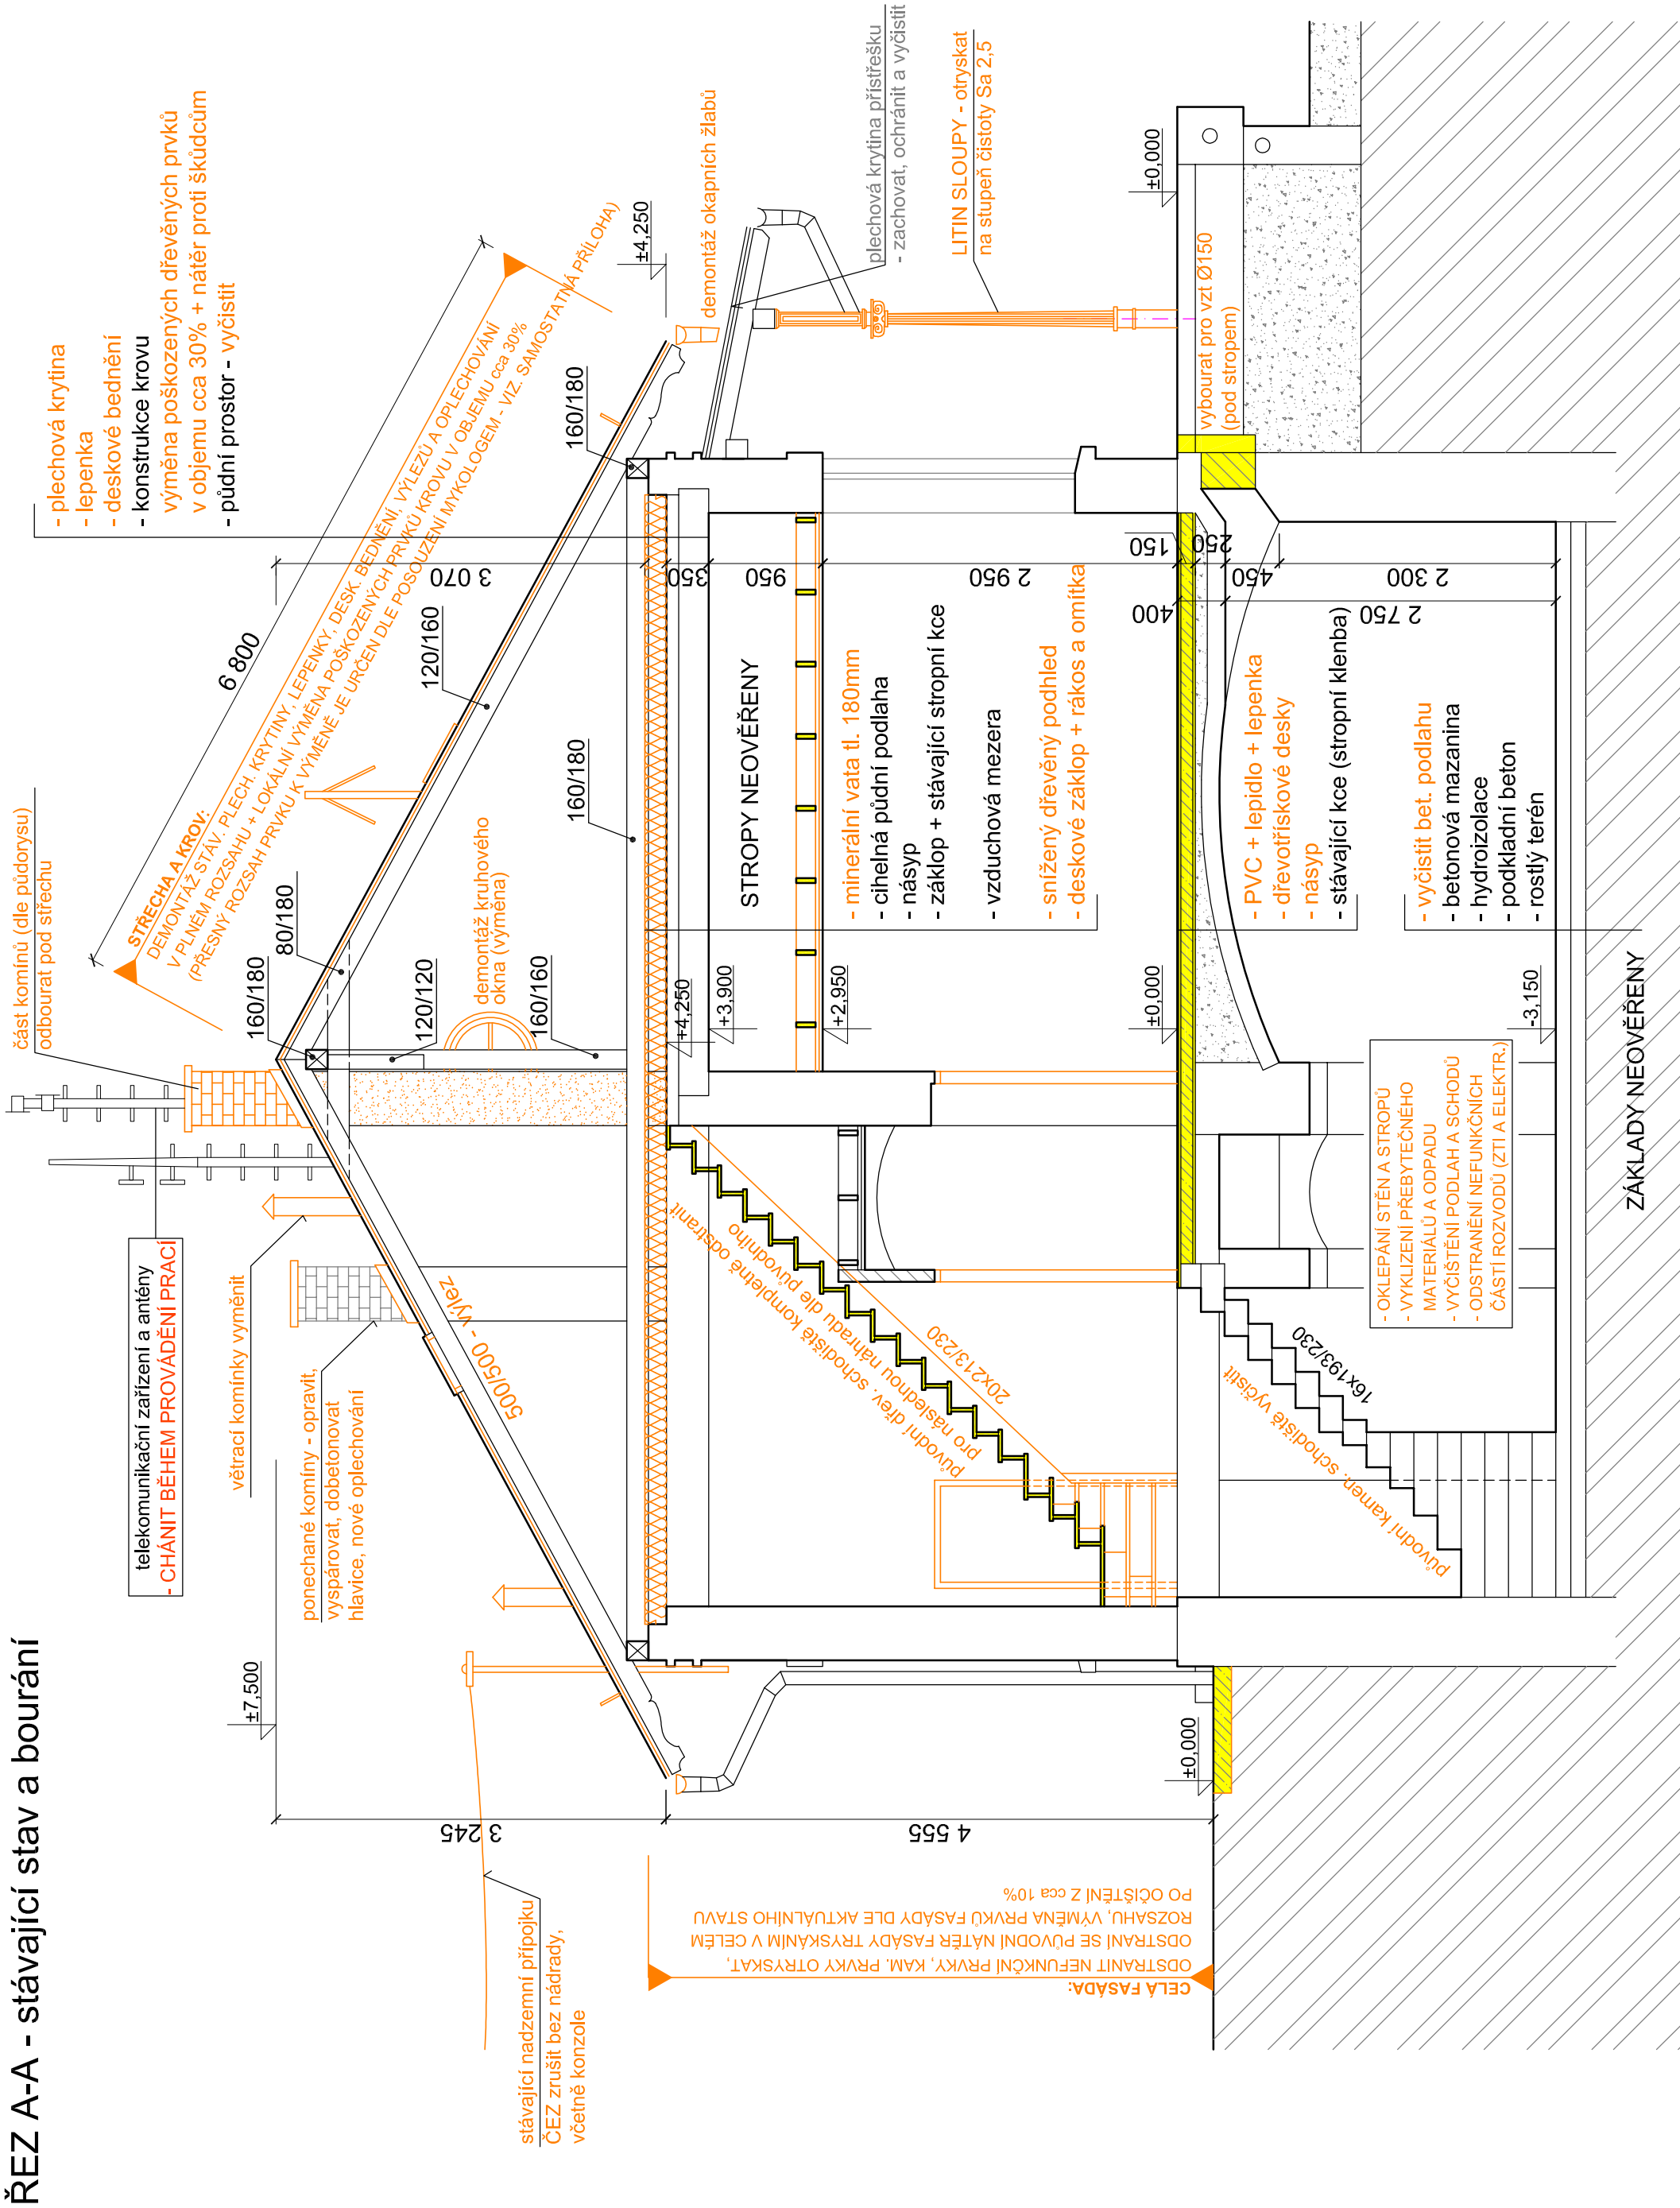 ŘEZ A-A - stávající stav a bourání
část komínů (dle půdorysu)
odbourat pod střechu
- plechová krytina
- lepenka
- deskové bednění
- konstrukce krovu
výměna poškozených dřevěných prvků
v objemu cca 30% + nátěr proti škůdcům
- půdní prostor - vyčistit
telekomunikační zařízení a antény
- CHÁNIT BĚHEM PROVÁDĚNÍ PRACÍ
větrací komínky vyměnit
ponechané komíny - opravit,
vyspárovat, dobetonovat
hlavice, nové oplechování
6 800
STŘECHA A KROV:
DEMONTÁŽ STÁV. PLECH. KRYTINY, LEPENKY, DESK. BEDNĚNÍ, VÝLEZŮ A OPLECHOVÁNÍ
V PLNÉM ROZSAHU + LOKÁLNÍ VÝMĚNA POŠKOZENÝCH PRVKŮ KROVU V OBJEMU cca 30%
(PŘESNÝ ROZSAH PRVKU K VÝMĚNĚ JE URČEN DLE POSOUZENÍ MYKOLOGEM - VIZ. SAMOSTATNÁ PŘÍLOHA)
±7,500
160/180
80/180
120/120
120/160
160/180
160/160
160/180
demontáž kruhového
okna (výměna)
500/500 - výlez
±4,250
demontáž okapních žlabů
plechová krytina přístřešku
- zachovat, ochránit a vyčistit
LITIN SLOUPY - otryskat
na stupeň čistoty Sa 2,5
±0,000
vybourat pro vzt Ø150
(pod stropem)
3 070
350
950
2 950
150
250
450
2 300
400
2 750
+4,250
+3,900
+2,950
±0,000
-3,150
STROPY NEOVĚŘENY
- minerální vata tl. 180mm
- cihelná půdní podlaha
- násyp
- záklop + stávající stropní kce
- vzduchová mezera
- snížený dřevěný podhled
- deskové záklop + rákos a omítka
- PVC + lepidlo + lepenka
- dřevotřískové desky
- násyp
- stávající kce (stropní klenba)
- vyčistit bet. podlahu
- betonová mazanina
- hydroizolace
- podkladní beton
- rostlý terén
původní dřev. schodiště kompletně odstranit
pro následnou náhradu dle původního
20x213/230
původní kamen. schodiště vyčistit
16x193/230
- OKLEPÁNÍ STĚN A STROPŮ
- VYKLIZENÍ PŘEBYTEČNÉHO
MATERIÁLŮ A ODPADU
- VYČIŠTĚNÍ PODLAH A SCHODŮ
- ODSTRANĚNÍ NEFUNKČNÍCH
ČÁSTÍ ROZVODŮ (ZTI A ELEKTR.)
ZÁKLADY NEOVĚŘENY
3 245
4 555
±0,000
stávající nadzemní přípojku
ČEZ zrušit bez nádrady,
včetně konzole
CELÁ FASÁDA:
ODSTRANIT NEFUNKČNÍ PRVKY, KAM. PRVKY OTRYSKAT,
ODSTRANÍ SE PŮVODNÍ NÁTĚR FASÁDY TRYSKÁNÍM V CELÉM
ROZSAHU, VÝMĚNA PRVKŮ FASÁDY DLE AKTUÁLNÍHO STAVU
PO OČIŠTĚNÍ Z cca 10%